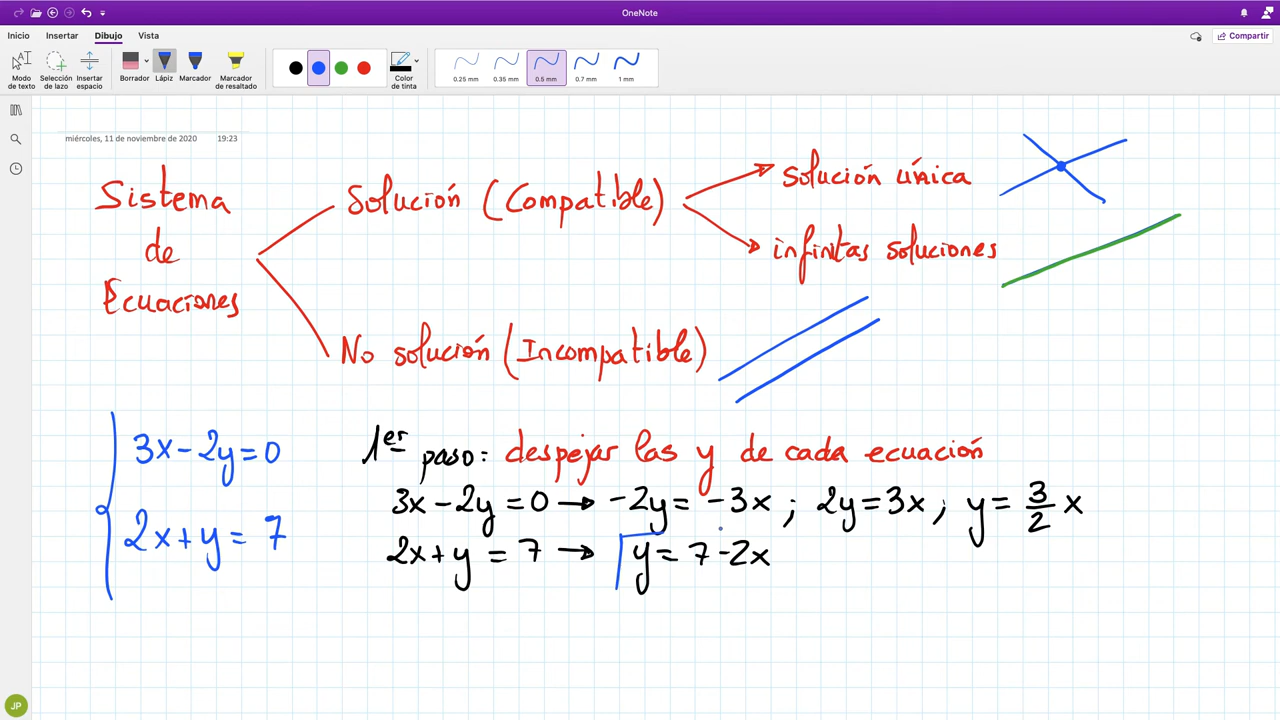 OneNote
Inicio Insertar Dibujo Vista
Compartir
Modo de texto
Selección de lazo
Insertar espacio
Borrador
Lápiz
Marcador
Marcador de resaltado
Color de tinta
0.25 mm
0.35 mm
0.5 mm
0.7 mm
1 mm
miércoles, 11 de noviembre de 2020 19:23
Sistema
de
Ecuaciones
Solución (Compatible)
solución única
infinitas soluciones
No solución (Incompatible)
3x-2y=0
2x+y=7
1er paso: despejar las y de cada ecuación
3x-2y=0 → -2y=-3x; 2y=3x, y=3/2 x
2x+y=7 → y=7-2x
JP